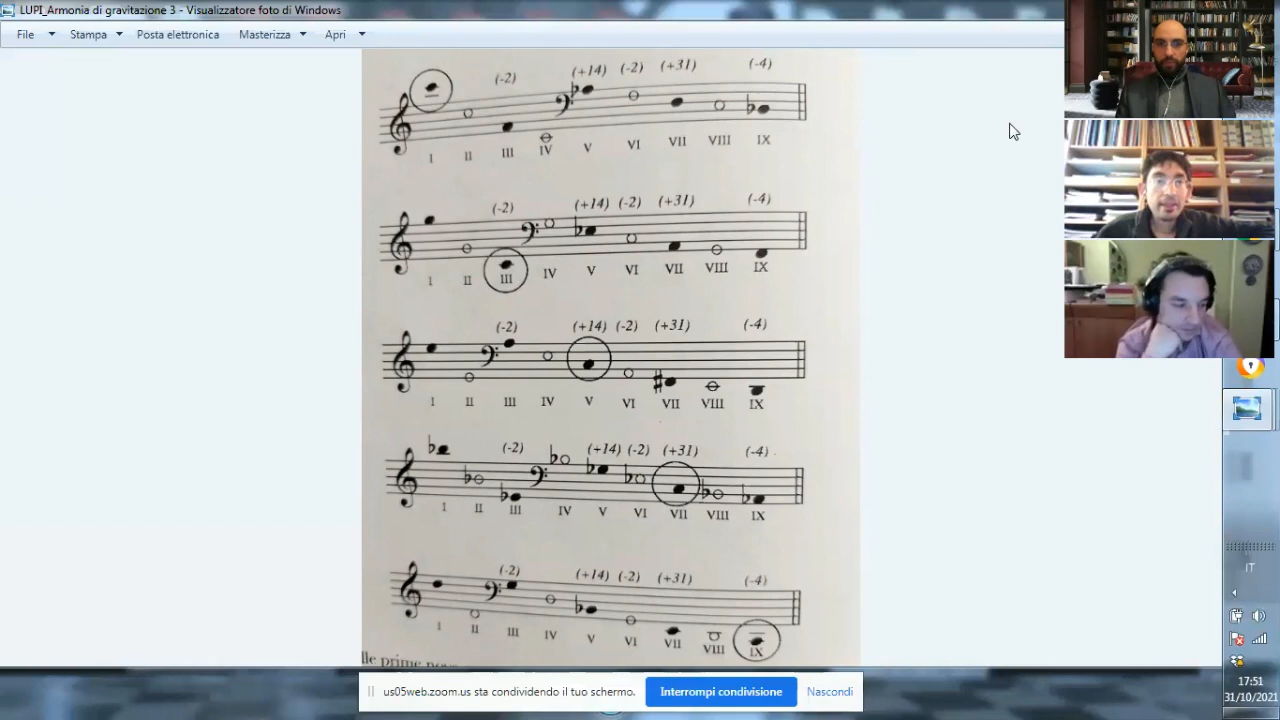 LUPI_Armonia di gravitazione 3 - Visualizzatore foto di Windows
File Stampa Posta elettronica Masterizza Apri
(-2) (+14) (-2) (+31) (-4)
I II III IV V VI VII VIII IX
(-2) (+14) (-2) (+31) (-4)
I II III IV V VI VII VIII IX
(-2) (+14) (-2) (+31) (-4)
I II III IV V VI VII VIII IX
(-2) (+14) (-2) (+31) (-4)
I II III IV V VI VII VIII IX
(-2) (+14) (-2) (+31) (-4)
I II III IV V VI VII VIII IX
lle prime
us05web.zoom.us sta condividendo il tuo schermo. Interrompi condivisione Nascondi
IT
17:51
31/10/2021